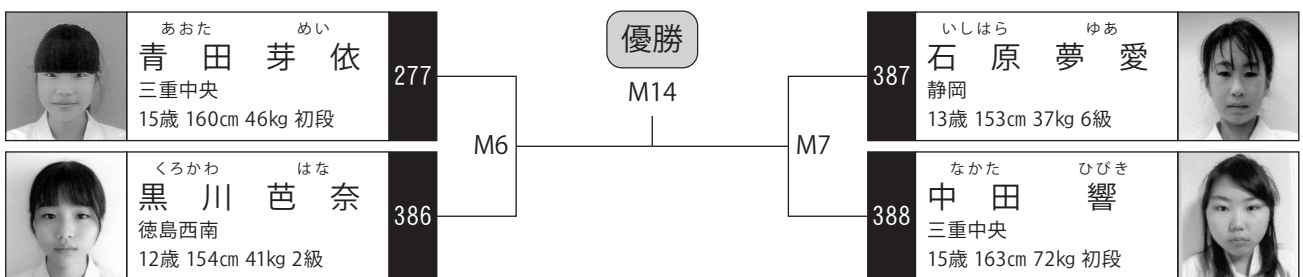 あおた めい
青田 芽依
三重中央
15歳 160cm 46kg 初段
277
くろかわ はな
黒川 芭奈
徳島西南
12歳 154cm 41kg 2級
386
M6
優勝
M14
M7
387
いしはら ゆあ
石原 夢愛
静岡
13歳 153cm 37kg 6級
388
なかた ひびき
中田 響
三重中央
15歳 163cm 72kg 初段